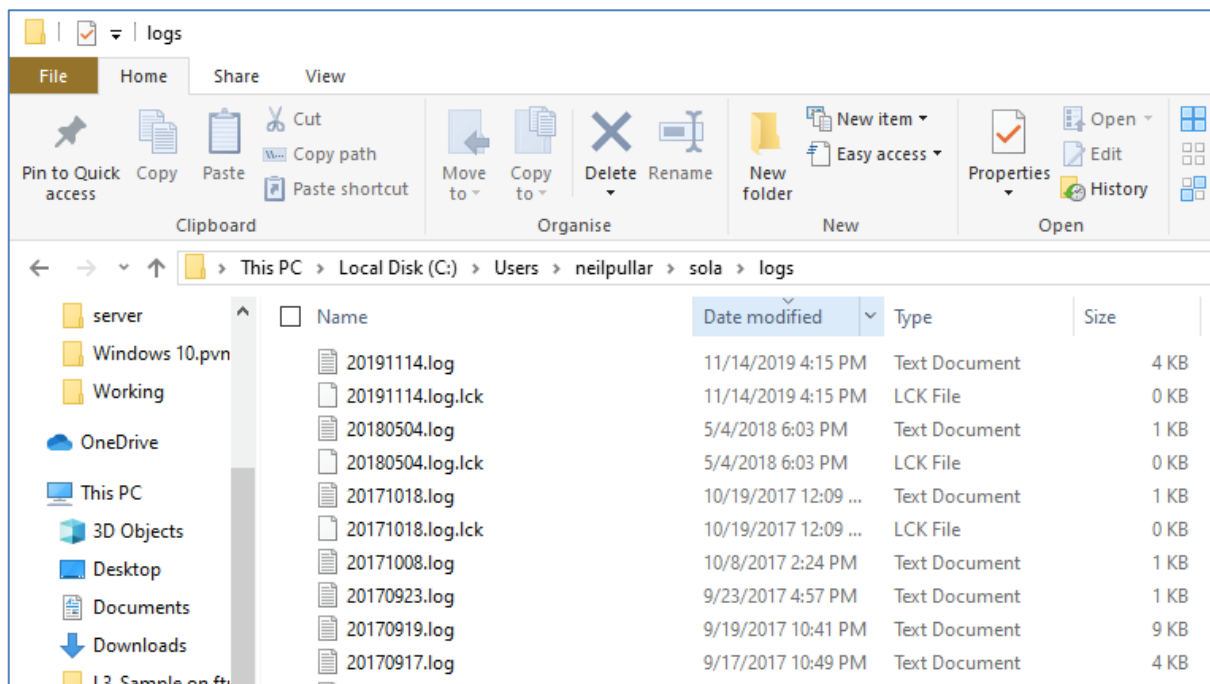 logs
File Home Share View
Pin to Quick access
Copy
Paste
Cut
W... Copy path
Paste shortcut
Move to
Copy to
Delete
Rename
New folder
New item
Easy access
Properties
Open
Edit
History
Clipboard Organise New Open
This PC > Local Disk (C:) > Users > neilpullar > sola > logs
server
Windows 10.pvm
Working
OneDrive
This PC
3D Objects
Desktop
Documents
Downloads
Name Date modified Type Size
20191114.log 11/14/2019 4:15 PM Text Document 4 KB
20191114.log.lck 11/14/2019 4:15 PM LCK File 0 KB
20180504.log 5/4/2018 6:03 PM Text Document 1 KB
20180504.log.lck 5/4/2018 6:03 PM LCK File 0 KB
20171018.log 10/19/2017 12:09 ... Text Document 1 KB
20171018.log.lck 10/19/2017 12:09 ... LCK File 0 KB
20171008.log 10/8/2017 2:24 PM Text Document 1 KB
20170923.log 9/23/2017 4:57 PM Text Document 1 KB
20170919.log 9/19/2017 10:41 PM Text Document 9 KB
20170917.log 9/17/2017 10:49 PM Text Document 4 KB